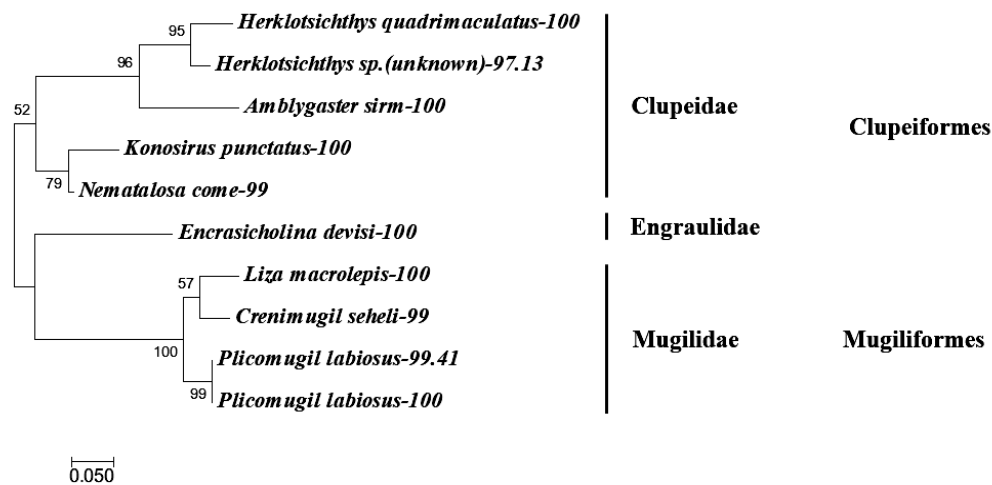 95
Herklotsichthys quadrimaculatus-100
96
Herklotsichthys sp.(unknown)-97.13
52
Amblygaster sirm-100
Clupeidae
Clupeiformes
Konosirus punctatus-100
79
Nematalosa come-99
Encrasicholina devisi-100
Engraulidae
57
Liza macrolepis-100
Crenimugil seheli-99
Mugilidae
Mugiliformes
100
Plicomugil labiosus-99.41
99
Plicomugil labiosus-100
0.050